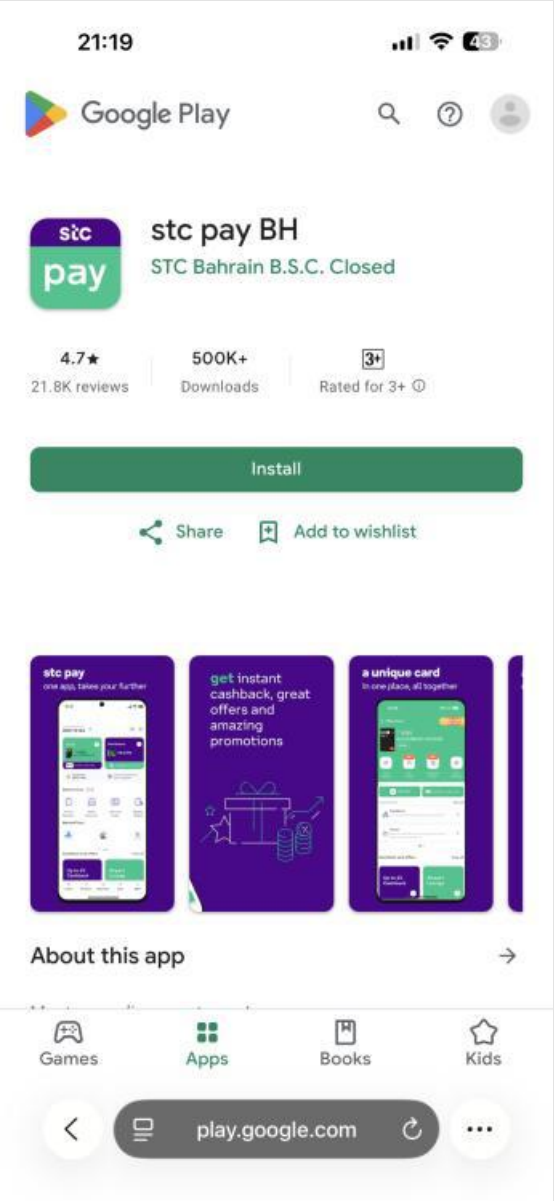 21:19
43
Google Play
stc
pay
stc pay BH
STC Bahrain B.S.C. Closed
4.7★
21.8K reviews
500K+
Downloads
3+
Rated for 3+
Install
Share
Add to wishlist
stc pay
one app, takes your further
get instant
cashback, great
offers and
amazing
promotions
a unique card
In one place, all together
About this app
Games
Apps
Books
Kids
play.google.com